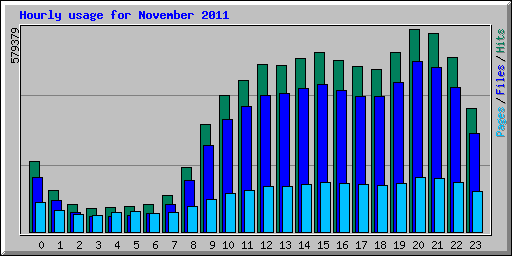 Hourly usage for November 2011
579379
Pages / Files / Hits
0 1 2 3 4 5 6 7 8 9 10 11 12 13 14 15 16 17 18 19 20 21 22 23